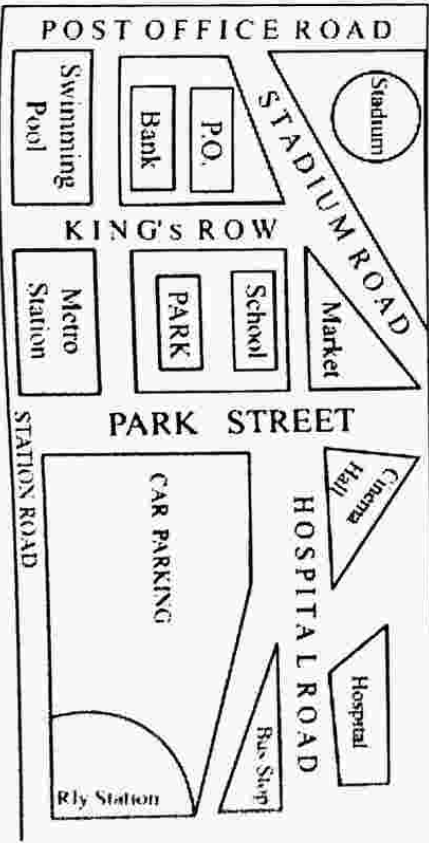 POST OFFICE ROAD
Swimming
Pool
Bank
P.O.
STADIUM ROAD
Stadium
KING's ROW
Metro
Station
PARK
School
Market
PARK STREET
STATION ROAD
CAR PARKING
HOSPITAL ROAD
Cinema
Hall
Hospital
Bus Stop
Rly Station